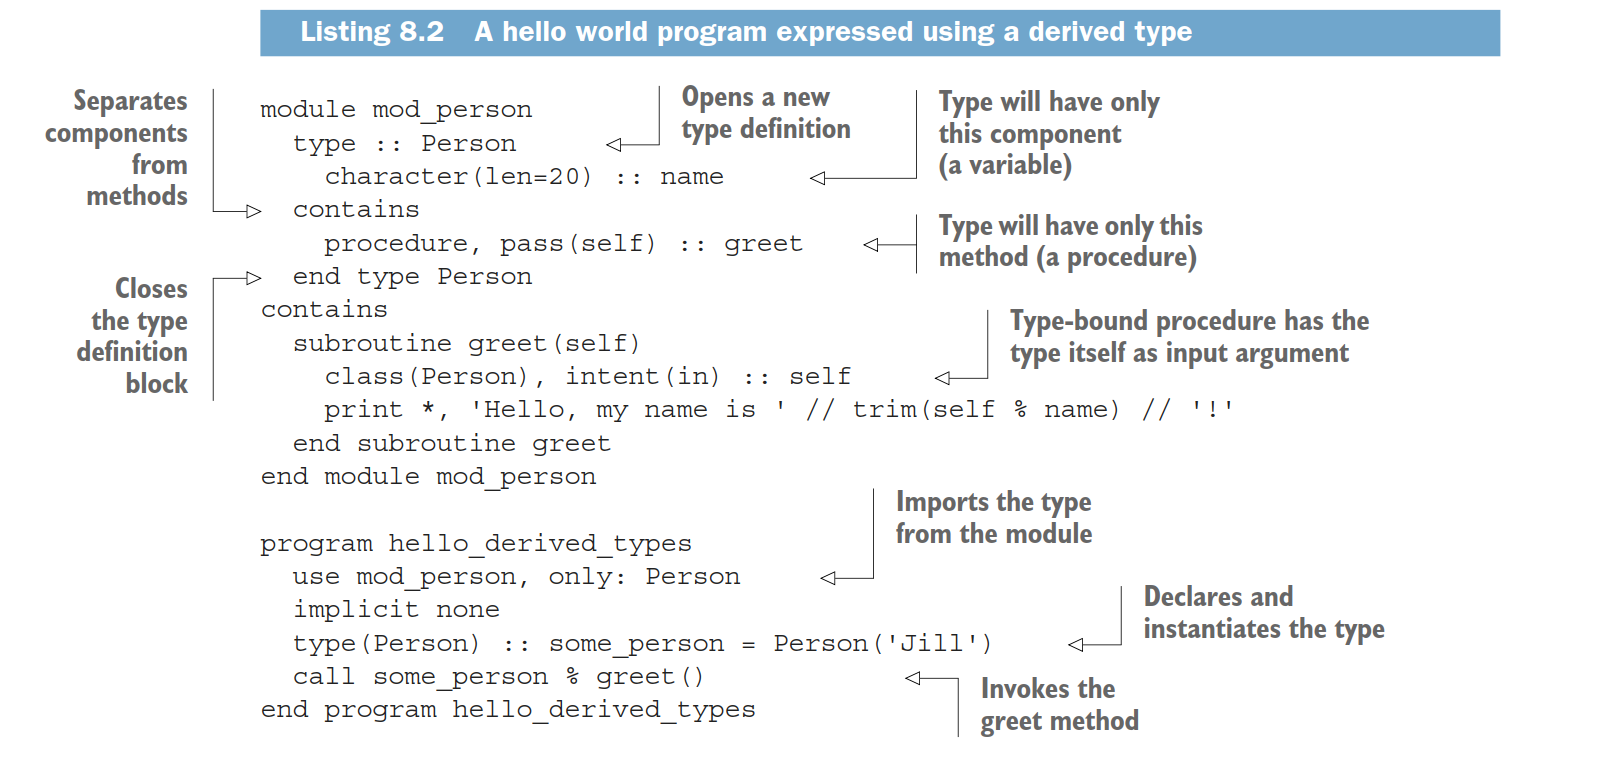 Listing 8.2 A hello world program expressed using a derived type
Separates
components
from
methods
Opens a new
type definition
Type will have only
this component
(a variable)
Type will have only this
method (a procedure)
Closes
the type
definition
block
Type-bound procedure has the
type itself as input argument
module mod_person
  type :: Person
    character(len=20) :: name
  contains
    procedure, pass(self) :: greet
  end type Person
contains
  subroutine greet(self)
    class(Person), intent(in) :: self
    print *, 'Hello, my name is ' // trim(self % name) // '!'
  end subroutine greet
end module mod_person
Imports the type
from the module
Declares and
instantiates the type
Invokes the
greet method
program hello_derived_types
  use mod_person, only: Person
  implicit none
  type(Person) :: some_person = Person('Jill')
  call some_person % greet()
end program hello_derived_types